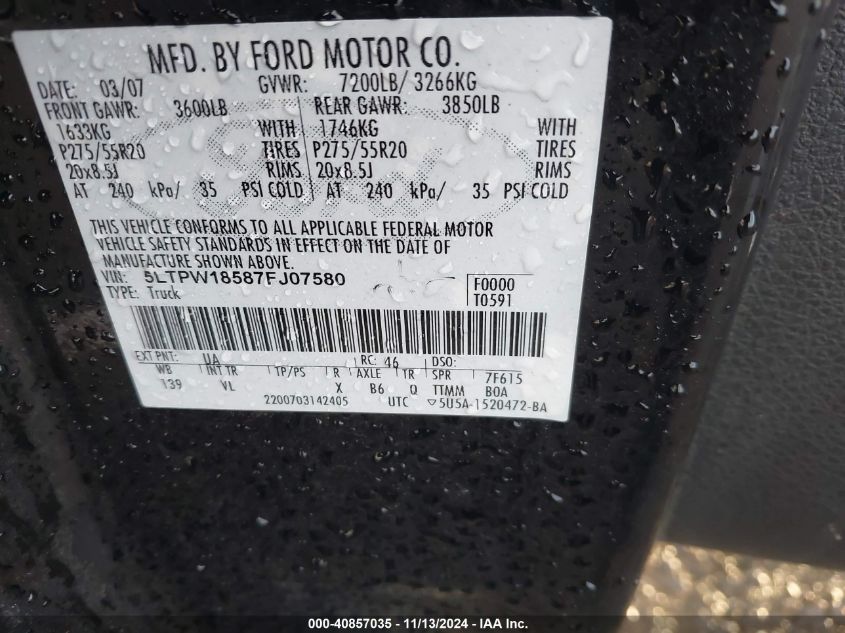 MFD. BY FORD MOTOR CO.
DATE: 03/07 GVWR: 7200LB/ 3266KG
FRONT GAWR: 3600LB REAR GAWR: 3850LB
1633KG WITH 1746KG WITH
P275/55R20 TIRES P275/55R20 TIRES
20x8.5J RIMS 20x8.5J RIMS
AT 240 kPa/ 35 PSI COLD AT 240 kPa/ 35 PSI COLD
THIS VEHICLE CONFORMS TO ALL APPLICABLE FEDERAL MOTOR
VEHICLE SAFETY STANDARDS IN EFFECT ON THE DATE OF
MANUFACTURE SHOWN ABOVE.
VIN: 5LTPW18587FJ07580 F0000
TYPE: Truck T0591
EXT PNT: UA RC: 46 DSO:
WB INT TR TP/PS R AXLE TR SPR 7F615
139 VL X B6 Q TTMM BOA
2200703142405 UTC ▽5U5A-1520472-BA
000-40857035 - 11/13/2024 - IAA Inc.